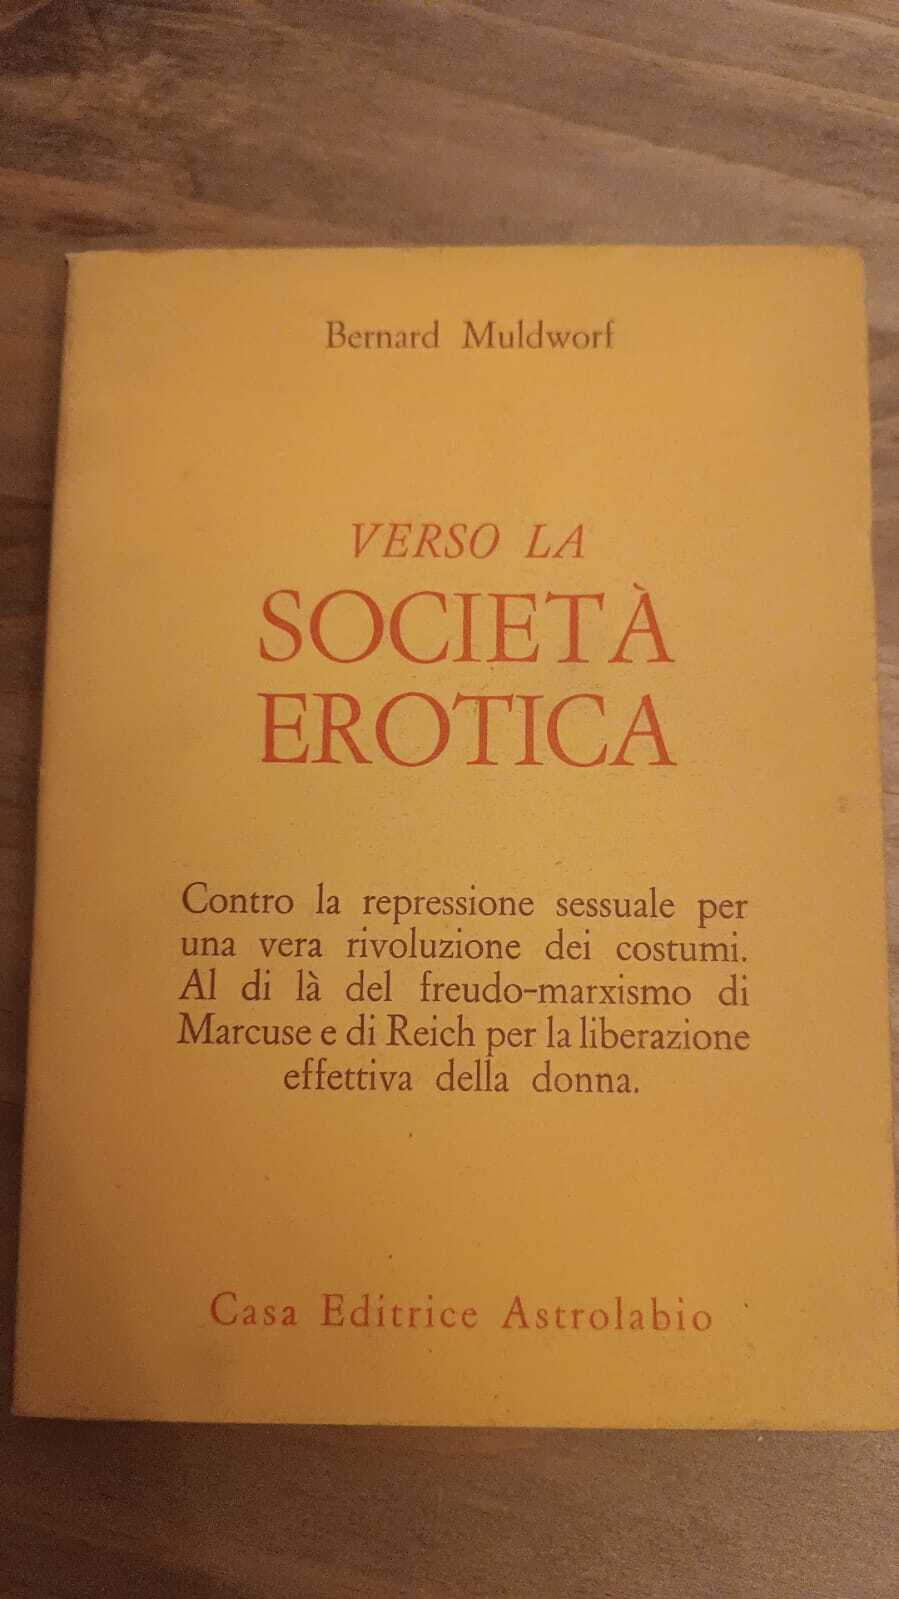 Bernard Muldworf
VERSO LA
SOCIETÀ
EROTICA
Contro la repressione sessuale per
una vera rivoluzione dei costumi.
Al di là del freudo-marxismo di
Marcuse e di Reich per la liberazione
effettiva della donna.
Casa Editrice Astrolabio